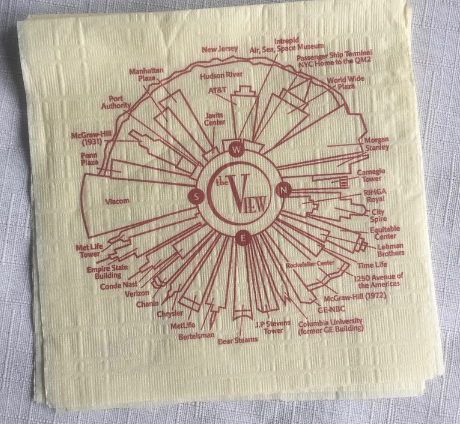 New Jersey
Intrepid
Air, Sea, Space Museum
Passenger Ship Terminal
NYC Home to the QM2
World Wide
Plaza
Manhattan
Plaza
Hudson River
AT&T
Port
Authority
Javits
Center
McGraw-Hill
(1931)
Morgan
Stanley
Penn
Plaza
Carnegie
Tower
RIHGA
Royal
City
Spire
Viacom
W
S
N
E
the
VIEW
Equitable
Center
Lehman
Brothers
Time Life
1250 Avenue of
the Americas
Rockefeller Center
McGraw-Hill (1972)
GE-NBC
Columbia University
(former GE Building)
J.P Stevens
Tower
Bear Stearns
Bertelsman
MetLife
Chrysler
Chanin
Verizon
Conde Nast
Empire State
Building
Met Life
Tower